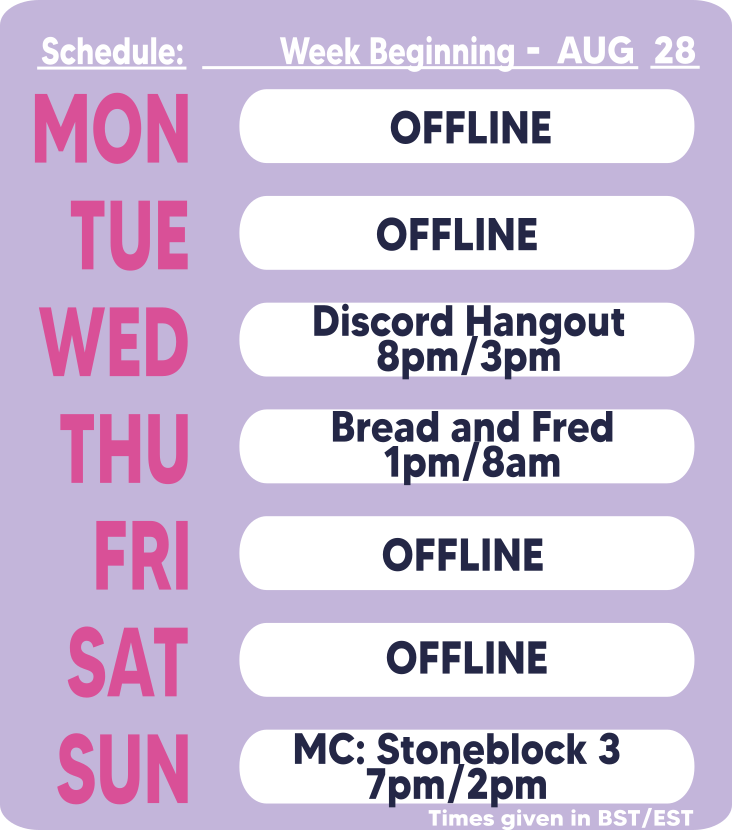 Schedule: Week Beginning - AUG 28
MON OFFLINE
TUE OFFLINE
WED Discord Hangout
8pm/3pm
THU Bread and Fred
1pm/8am
FRI OFFLINE
SAT OFFLINE
SUN MC: Stoneblock 3
7pm/2pm
Times given in BST/EST